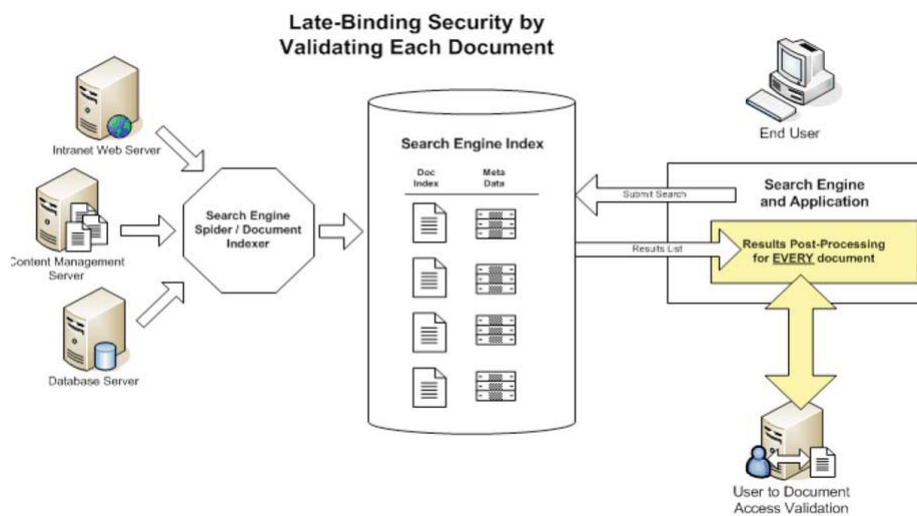 Late-Binding Security by
Validating Each Document
Intranet Web Server
Content Management
Server
Database Server
Search Engine
Spider / Document
Indexer
Search Engine Index
Doc
Index
Meta
Data
End User
Submit Search
Results List
Search Engine
and Application
Results Post-Processing
for EVERY document
User to Document
Access Validation